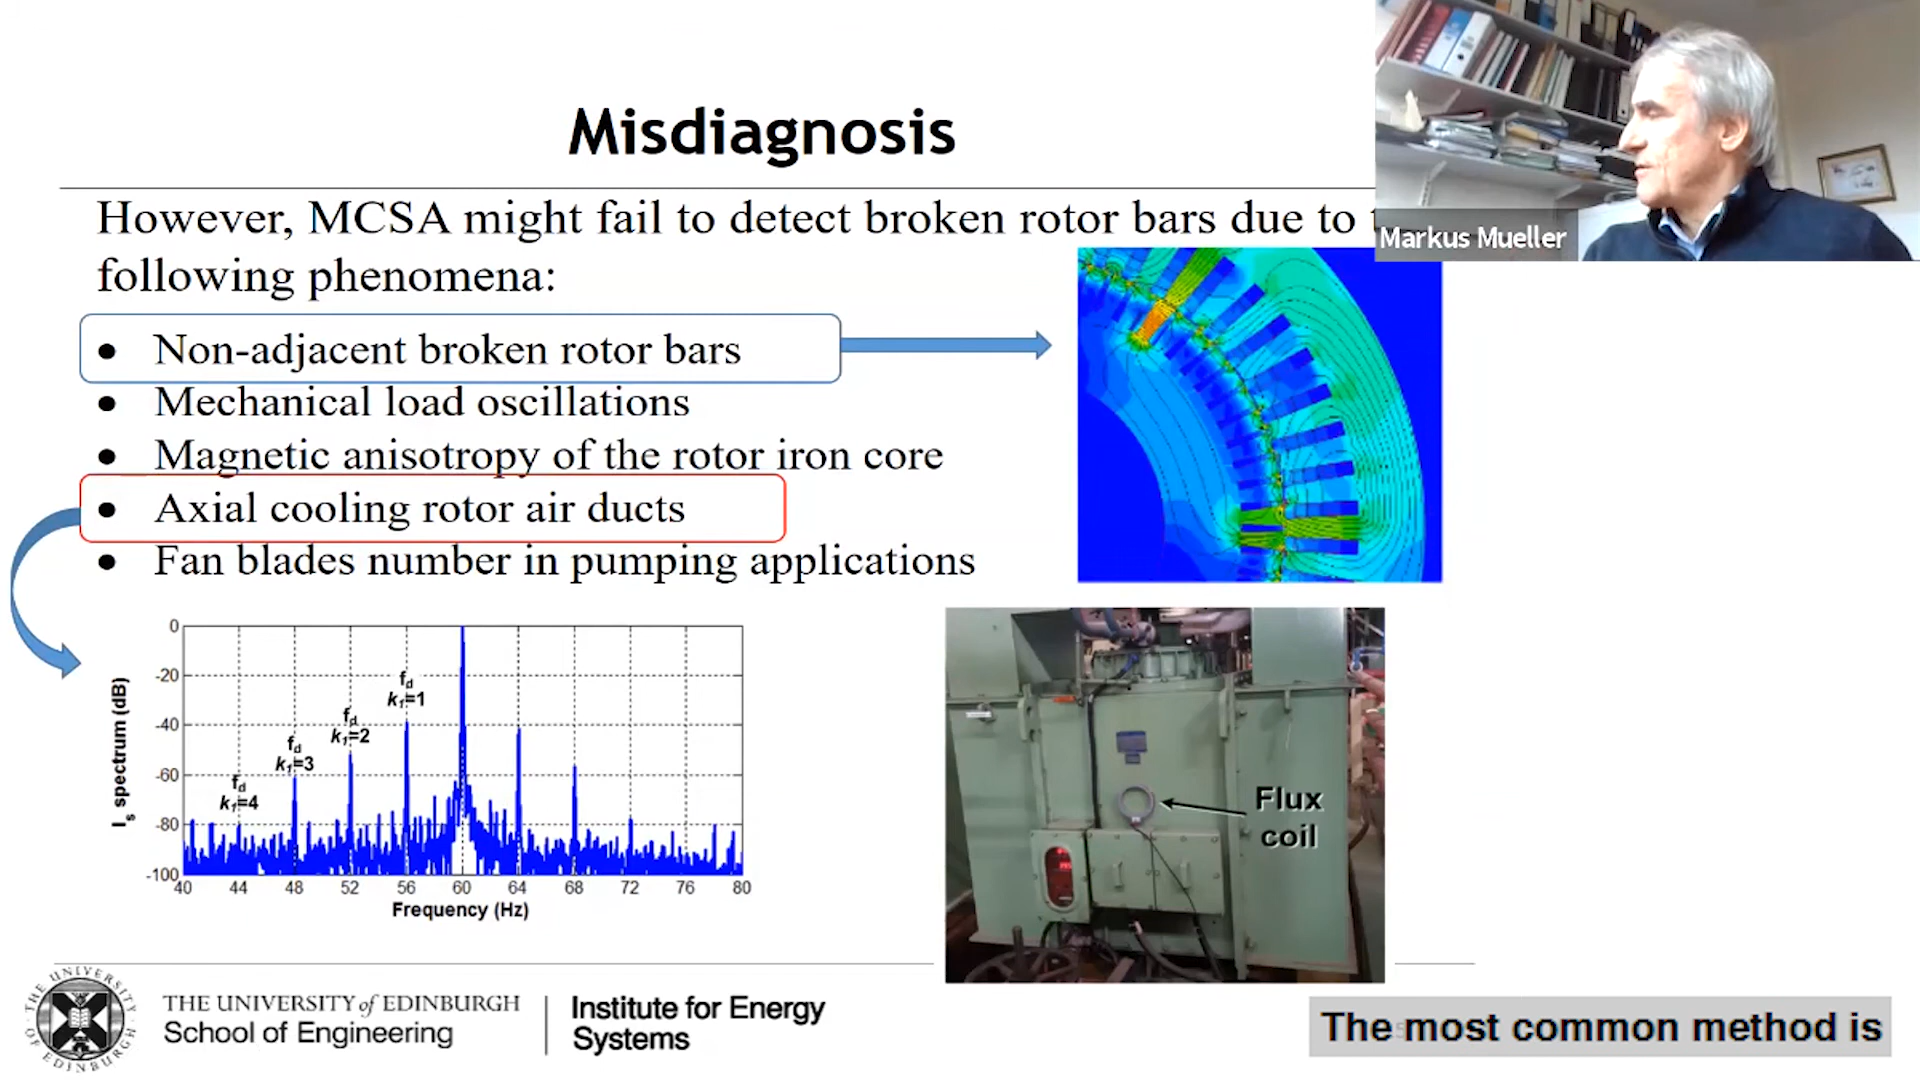 Misdiagnosis
However, MCSA might fail to detect broken rotor bars due to
Markus Mueller
following phenomena:
• Non-adjacent broken rotor bars
• Mechanical load oscillations
• Magnetic anisotropy of the rotor iron core
• Axial cooling rotor air ducts
• Fan blades number in pumping applications
Is spectrum (dB)
0
-20
-40
-60
-80
-100
fd
k1=1
fd
k1=2
fd
k1=3
fd
k1=4
40 44 48 52 56 60 64 68 72 76 80
Frequency (Hz)
Flux
coil
THE UNIVERSITY OF EDINBURGH
THE UNIVERSITY of EDINBURGH
School of Engineering
Institute for Energy
Systems
The most common method is